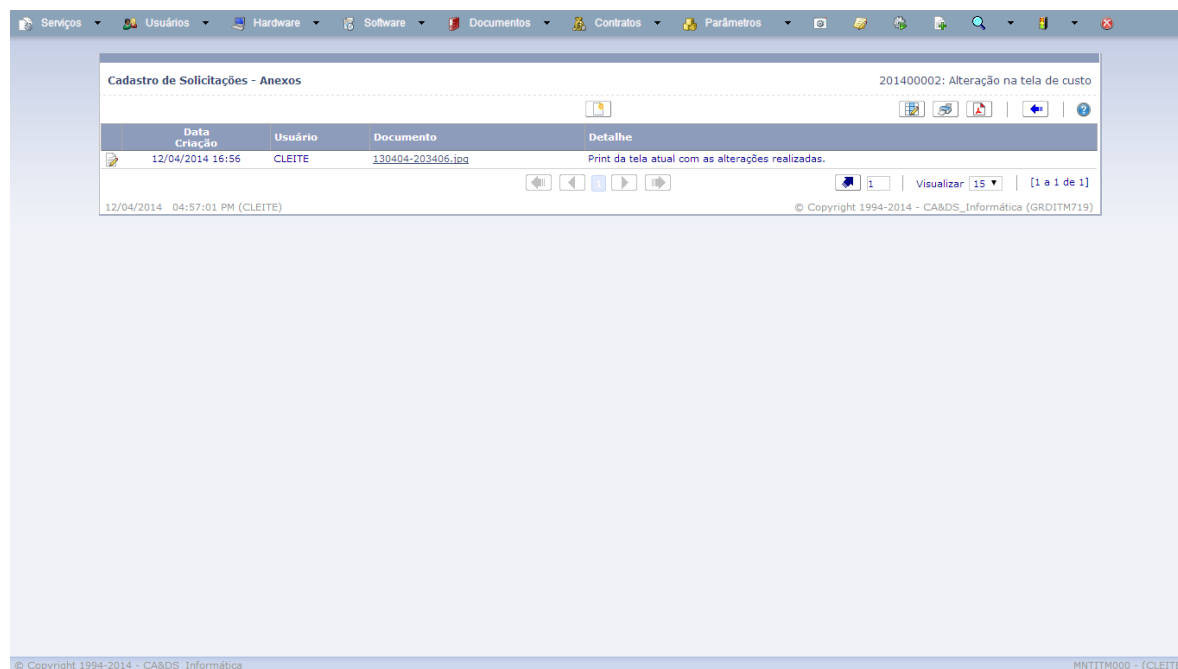 Serviços Usuários Hardware Software Documentos Contratos Parâmetros
Cadastro de Solicitações - Anexos 201400002: Alteração na tela de custo
Data Criação Usuário Documento Detalhe
12/04/2014 16:56 CLEITE 130404-203406.jpg Print da tela atual com as alterações realizadas.
1 1 Visualizar 15 [1 a 1 de 1]
12/04/2014 04:57:01 PM (CLEITE) © Copyright 1994-2014 - CA&DS_Informática (GRDITM719)
© Copyright 1994-2014 - CA&DS_Informática MNTITM000 - (CLEITE